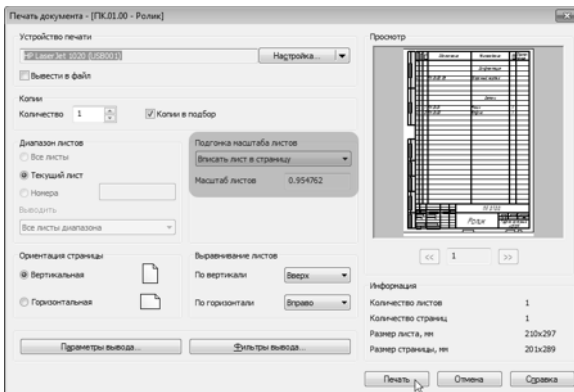 Печать документа - [ПК.01.00 - Ролик]
Устройство печати
HP LaserJet 1020 (USB001)
Настройка...
Вывести в файл
Копии
Количество 1
Копии в подбор
Диапазон листов
Все листы
Текущий лист
Номера
Выводить
Все листы диапазона
Подгонка масштаба листов
Вписать лист в страницу
Масштаб листов 0.954762
Ориентация страницы
Вертикальная
Горизонтальная
Выравнивание листов
По вертикали Вверх
По горизонтали Вправо
Параметры вывода...
Фильтры вывода...
Просмотр
Ролик
<< 1 >>
Информация
Количество листов 1
Количество страниц 1
Размер листа, мм 210x297
Размер страницы, мм 201x289
Печать
Отмена
Справка